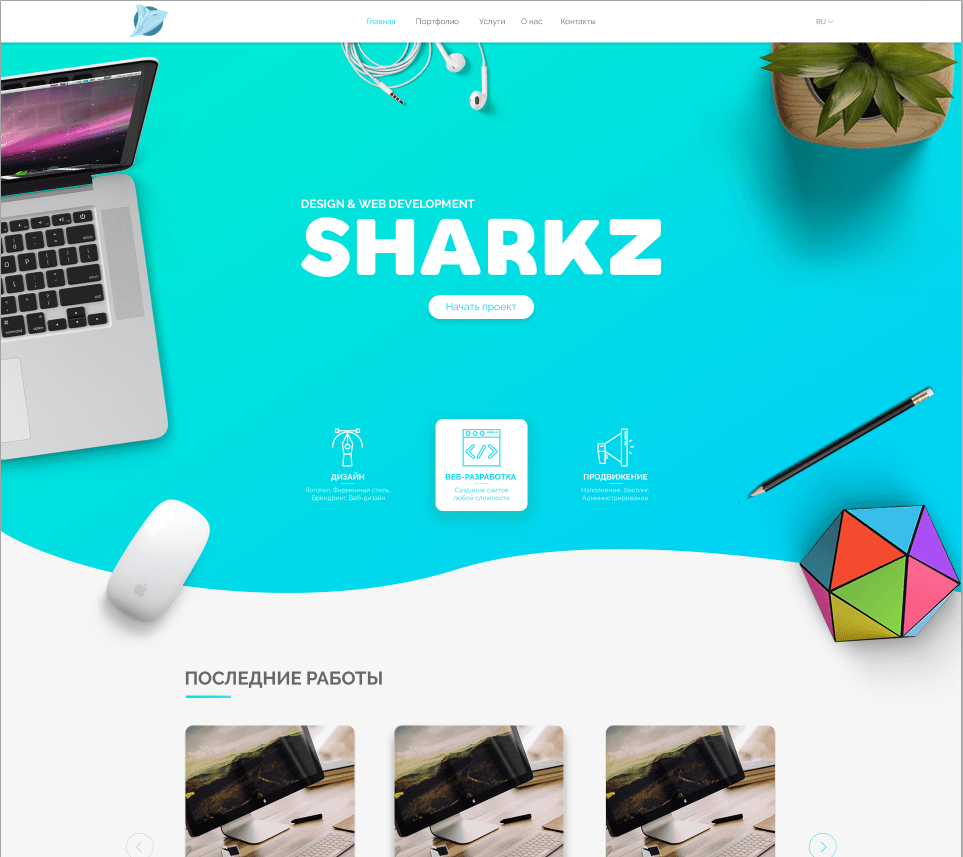 Главная Портфолио Услуги О нас Контакты RU
DESIGN & WEB DEVELOPMENT
SHARKZ
Начать проект
ДИЗАЙН
Логотип, Фирменный стиль,
Брендинг, Веб-дизайн
ВЕБ-РАЗРАБОТКА
Создание сайтов
любой сложности
ПРОДВИЖЕНИЕ
Наполнение, Хостинг,
Администрирование
ПОСЛЕДНИЕ РАБОТЫ